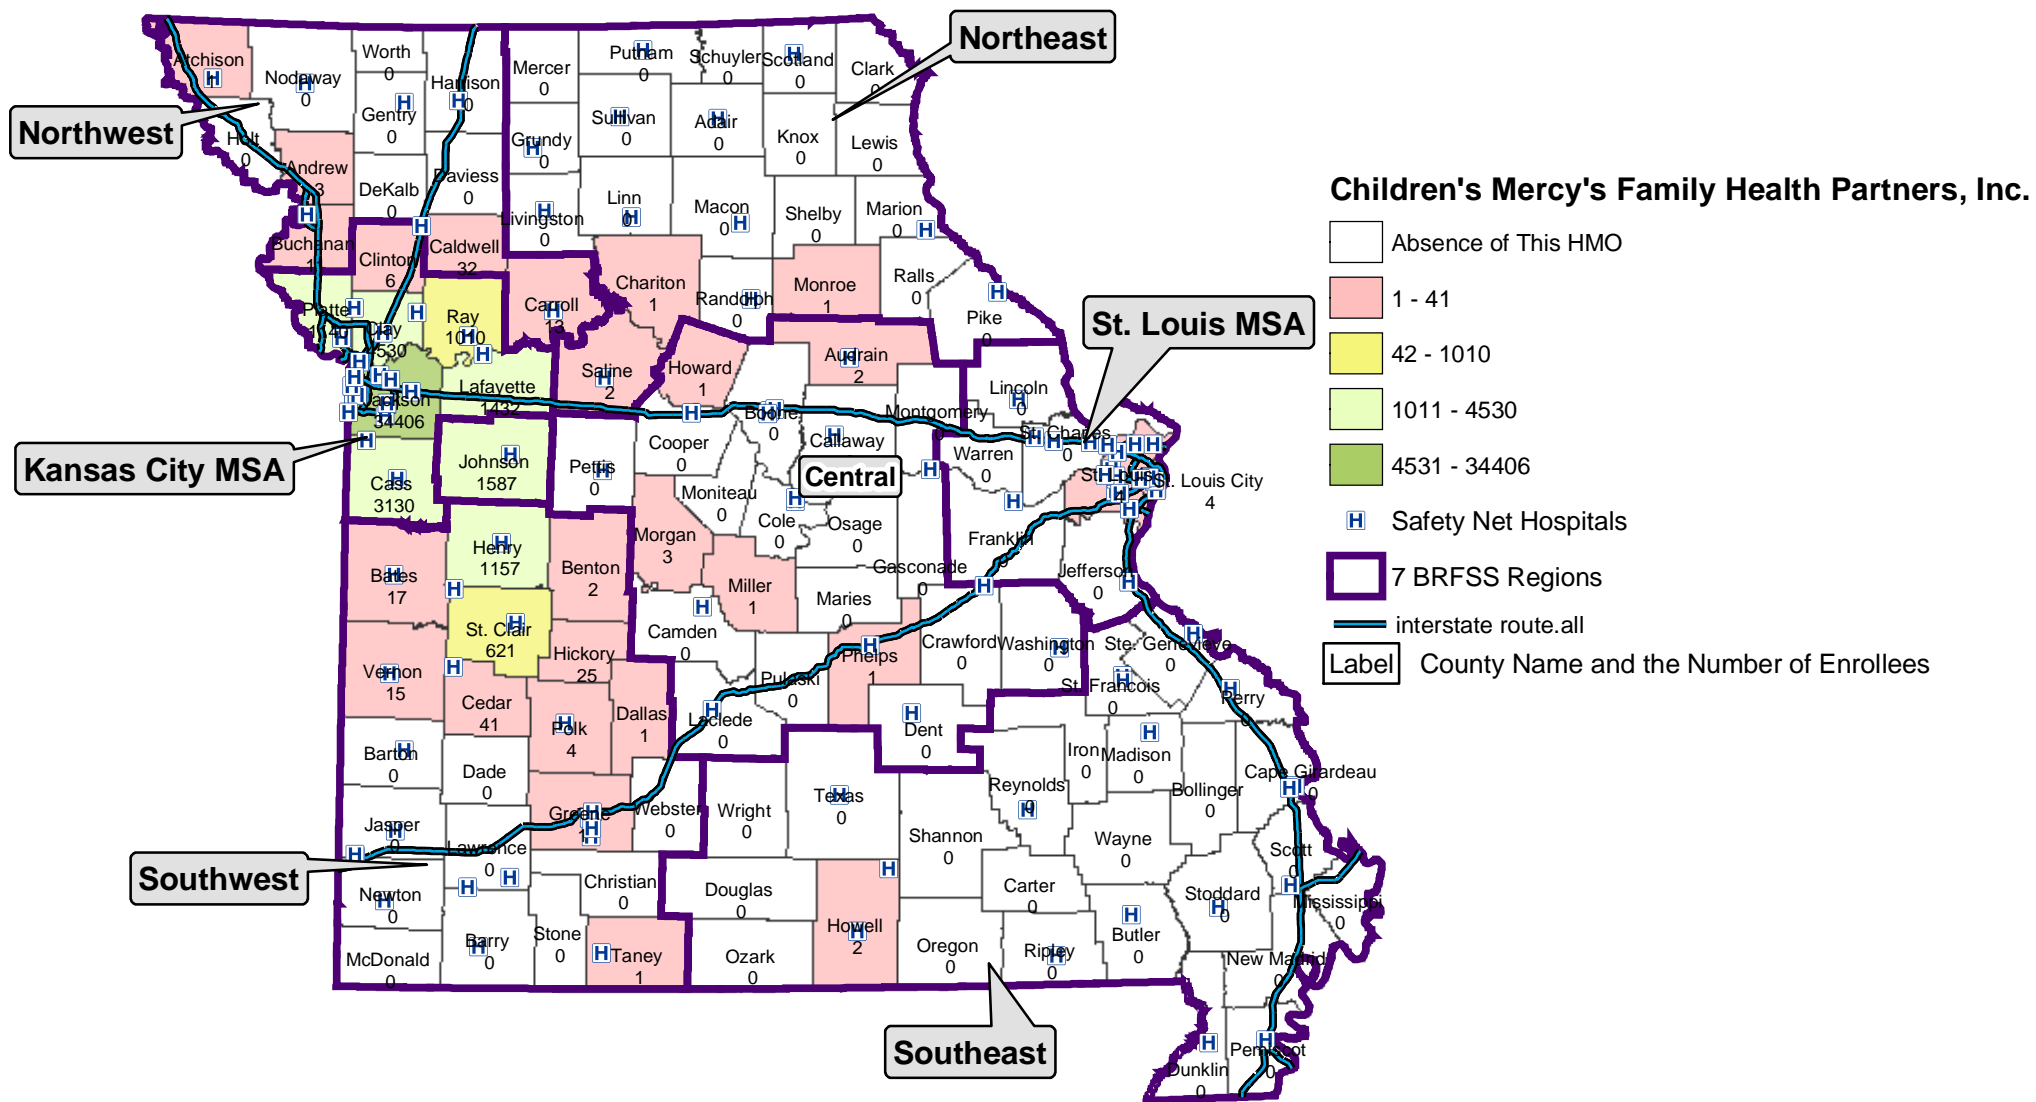 Northeast
Northwest
Kansas City MSA
Southwest
Southeast
Central
St. Louis MSA
Atchison
1
Nodaway
0
Worth
0
Harrison
0
Gentry
0
Holt
0
Andrew
3
DeKalb
0
Daviess
0
Buchanan
Clinton
6
Caldwell
32
Mercer
0
Putnam
0
Schuyler
0
Scotland
0
Clark
0
Sullivan
0
Adair
0
Knox
0
Lewis
0
Grundy
0
Livingston
0
Linn
0
Macon
0
Shelby
0
Marion
0
Chariton
1
Randolph
0
Monroe
1
Ralls
0
Pike
0
Carroll
13
Platte
Clay
4530
Ray
1010
Jackson
34406
Lafayette
1432
Saline
2
Howard
1
Audrain
2
Boone
0
Callaway
Montgomery
0
Lincoln
0
St. Charles
0
Warren
0
St. Louis
St. Louis City
4
Cass
3130
Johnson
1587
Pettis
0
Cooper
0
Moniteau
0
Cole
0
Osage
0
Gasconade
0
Franklin
Jefferson
0
Bates
17
Henry
1157
Benton
2
Morgan
3
Miller
1
Maries
0
Camden
0
St. Clair
621
Hickory
25
Vernon
15
Cedar
41
Polk
4
Dallas
1
Laclede
0
Pulaski
0
Phelps
1
Crawford
0
Washington
0
Ste. Genevieve
0
St. Francois
0
Perry
0
Dent
0
Barton
0
Dade
0
Greene
Webster
0
Wright
0
Texas
0
Shannon
0
Reynolds
0
Iron
0
Madison
0
Bollinger
0
Cape Girardeau
0
Jasper
0
Lawrence
0
Christian
0
Douglas
0
Howell
2
Carter
0
Wayne
0
Stoddard
0
Scott
0
Mississippi
0
Newton
0
McDonald
0
Barry
0
Stone
0
Taney
1
Ozark
0
Oregon
0
Ripley
0
Butler
0
New Madrid
0
Dunklin
0
Pemiscot
0
Children's Mercy's Family Health Partners, Inc.
Absence of This HMO
1 - 41
42 - 1010
1011 - 4530
4531 - 34406
H Safety Net Hospitals
7 BRFSS Regions
interstate route.all
Label County Name and the Number of Enrollees